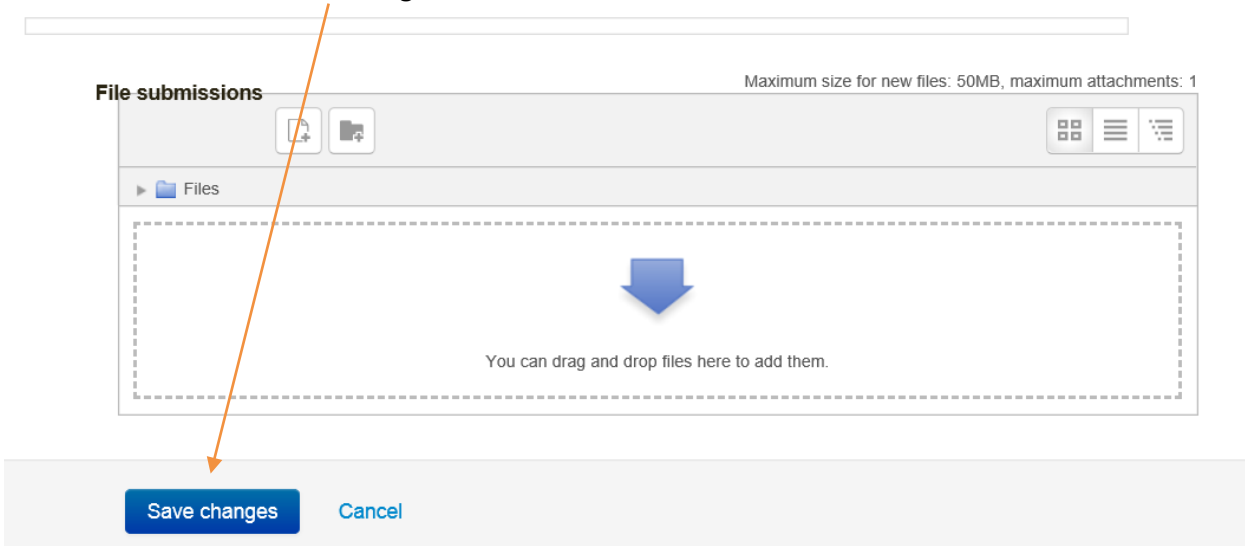 Maximum size for new files: 50MB, maximum attachments: 1
File submissions
Files
You can drag and drop files here to add them.
Save changes
Cancel